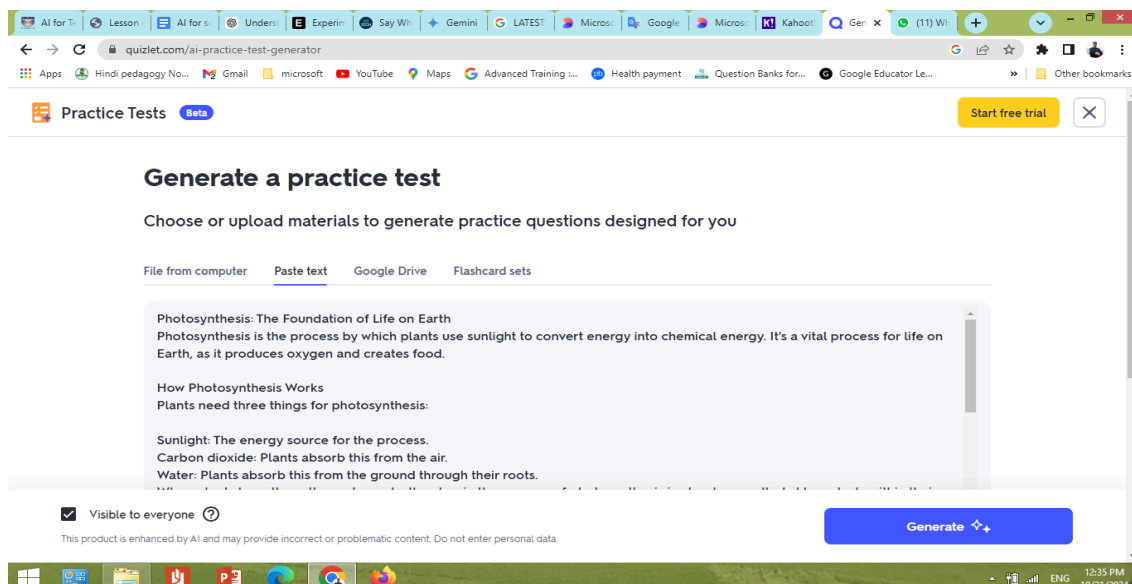 AI for Te
Lesson
AI for sc
Underst
Experim
Say Wh
Gemini
LATEST
Microsc
Google
Microsc
K! Kahoot
Gen
(11) Wh
quizlet.com/ai-practice-test-generator
Apps
Hindi pedagogy No...
Gmail
microsoft
YouTube
Maps
Advanced Training :...
Health payment
Question Banks for...
Google Educator Le...
»
Other bookmarks
Practice Tests
Beta
Start free trial
Generate a practice test
Choose or upload materials to generate practice questions designed for you
File from computer
Paste text
Google Drive
Flashcard sets
Photosynthesis: The Foundation of Life on Earth
Photosynthesis is the process by which plants use sunlight to convert energy into chemical energy. It's a vital process for life on
Earth, as it produces oxygen and creates food.
How Photosynthesis Works
Plants need three things for photosynthesis:
Sunlight: The energy source for the process.
Carbon dioxide: Plants absorb this from the air.
Water: Plants absorb this from the ground through their roots.
Visible to everyone
Generate
This product is enhanced by AI and may provide incorrect or problematic content. Do not enter personal data.
ENG
12:35 PM